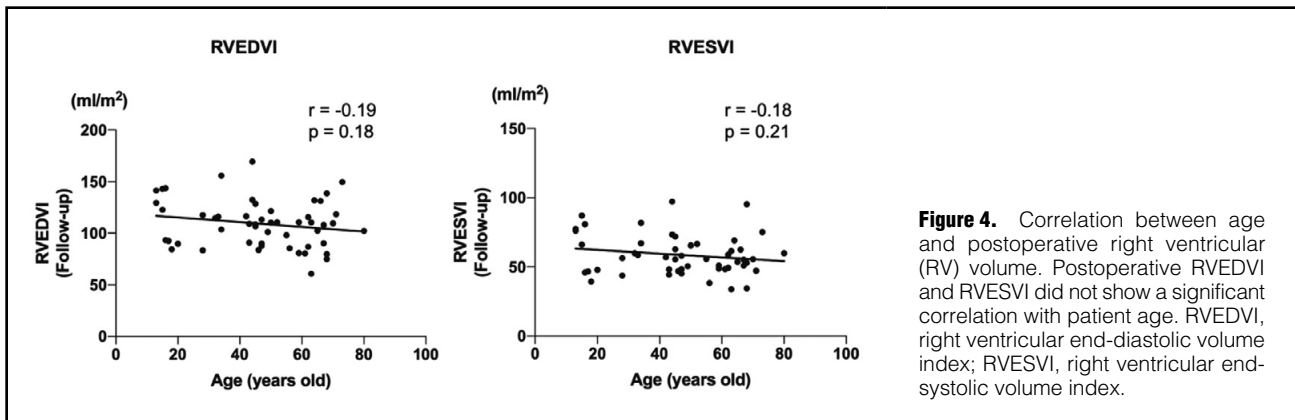 RVEDVI
(ml/m²)
r = -0.19
p = 0.18
200
150
100
50
0
0 20 40 60 80 100
RVEDVI
(Follow-up)
Age (years old)
RVESVI
(ml/m²)
r = -0.18
p = 0.21
150
100
50
0
0 20 40 60 80 100
RVESVI
(Follow-up)
Age (years old)
Figure 4. Correlation between age
and postoperative right ventricular
(RV) volume. Postoperative RVEDVI
and RVESVI did not show a significant
correlation with patient age. RVEDVI,
right ventricular end-diastolic volume
index; RVESVI, right ventricular end-
systolic volume index.